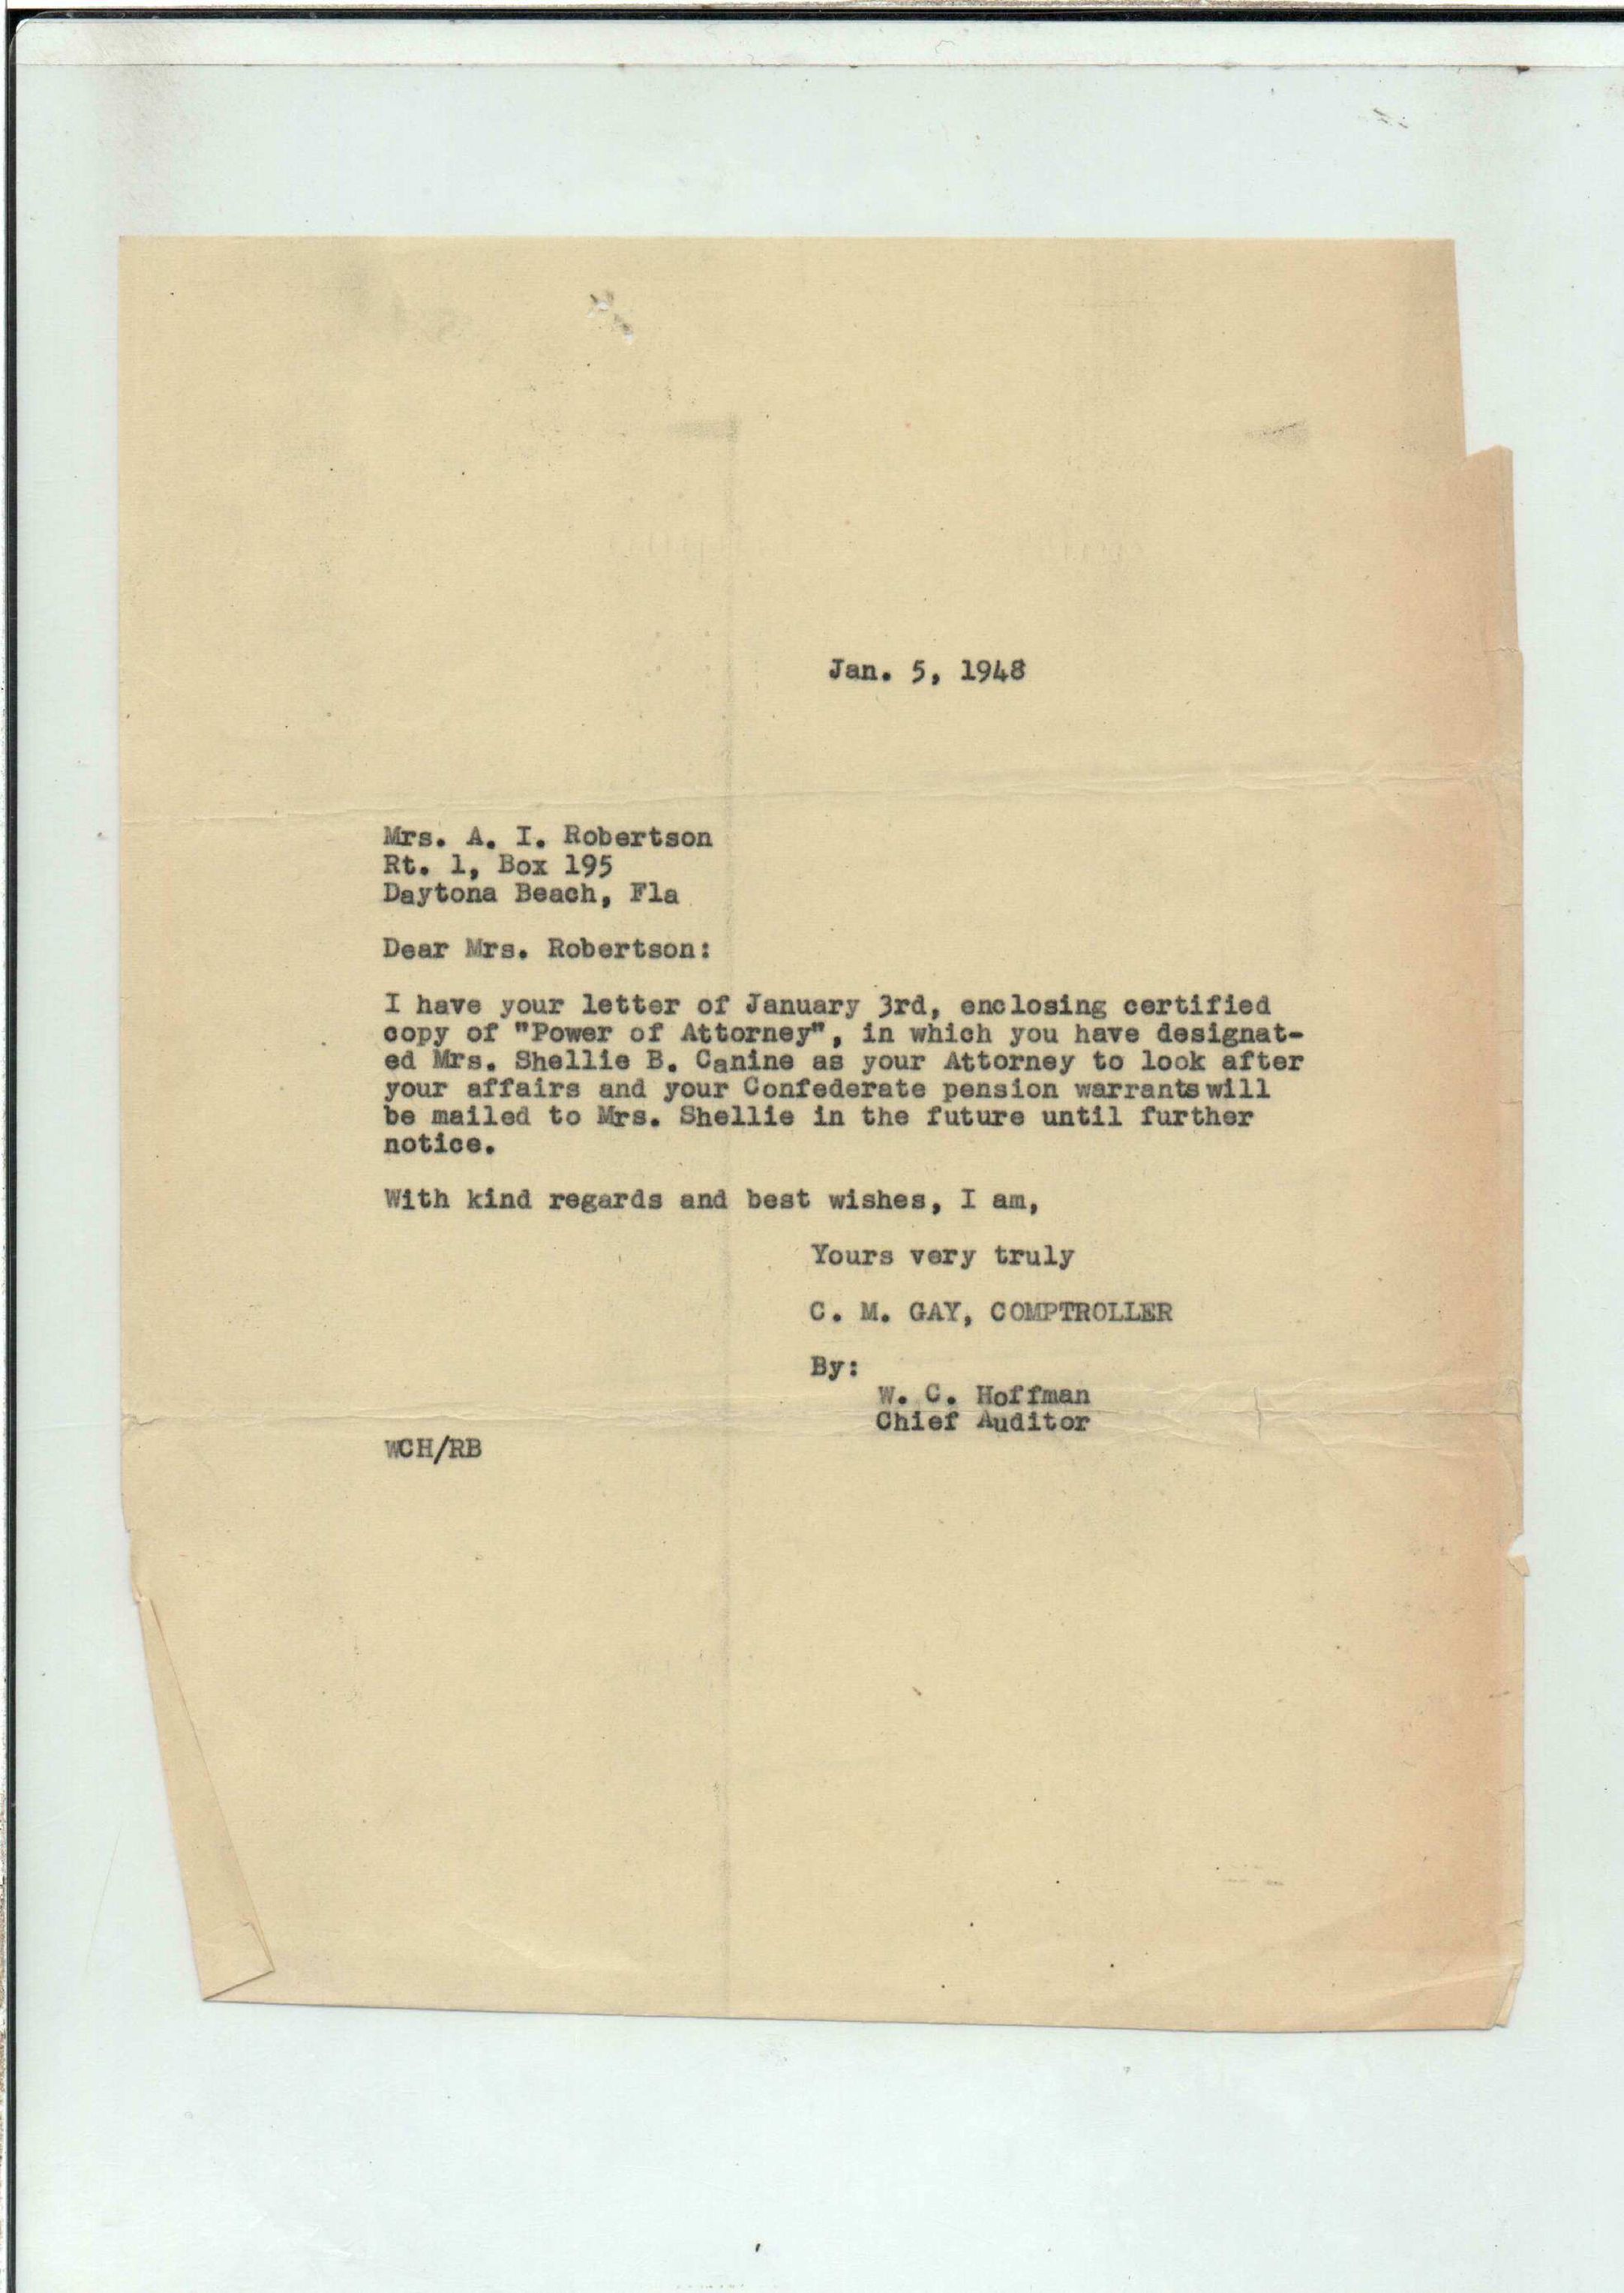 Jan. 5, 1948
Mrs. A. I. Robertson
Rt. 1, Box 195
Daytona Beach, Fla
Dear Mrs. Robertson:
I have your letter of January 3rd, enclosing certified
copy of "Power of Attorney", in which you have designat-
ed Mrs. Shellie B. Canine as your Attorney to look after
your affairs and your Confederate pension warrants will
be mailed to Mrs. Shellie in the future until further
notice.
With kind regards and best wishes, I am,
Yours very truly
C. M. GAY, COMPTROLLER
By:
W. C. Hoffman
Chief Auditor
WCH/RB